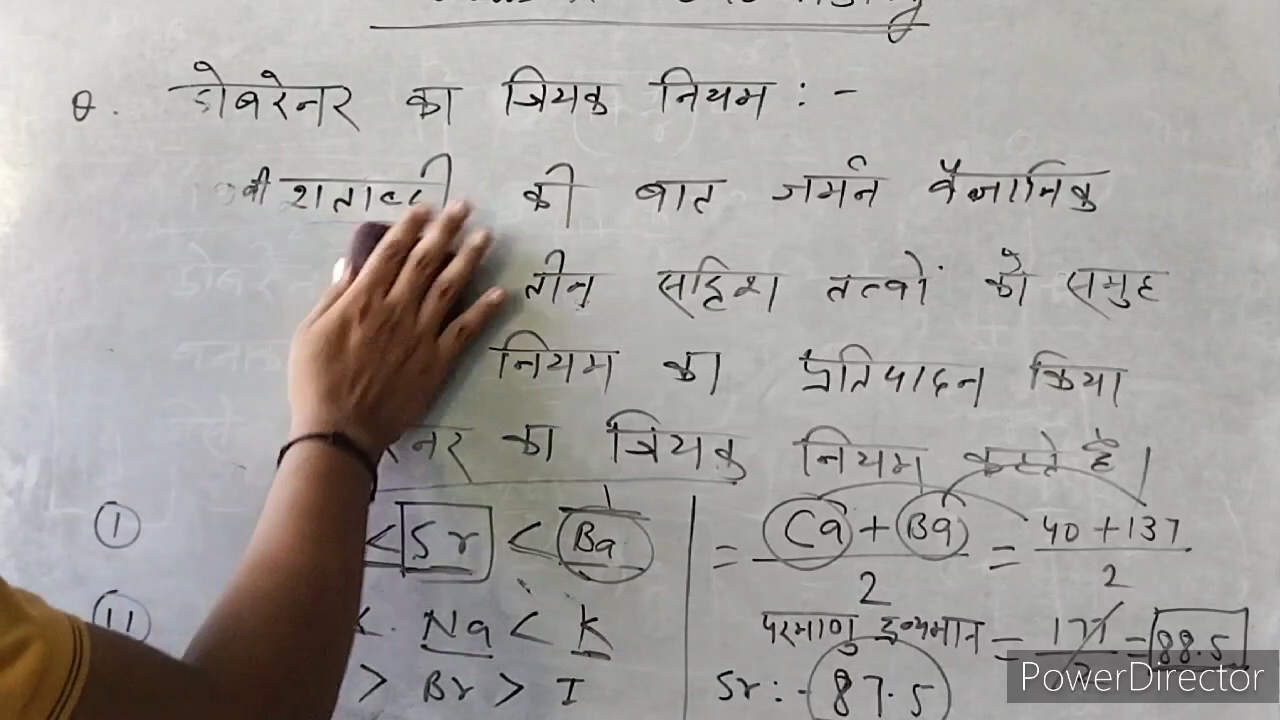 Q. डोबरेनर का त्रियक नियम : -
वी शताब्दी की बात जर्मन वैज्ञानिक
तीन सद्दिश तत्वों को समुह
नियम का प्रतिपादन किया
रनर का त्रियक नियम कहते है।
I < Sr < Ba = Ca + Ba / 2 = 40 + 137 / 2
II < Na < K परमाणु द्रव्यमान = 177 / 2 = 88.5
> Br > I Sr : - 87.5
PowerDirector